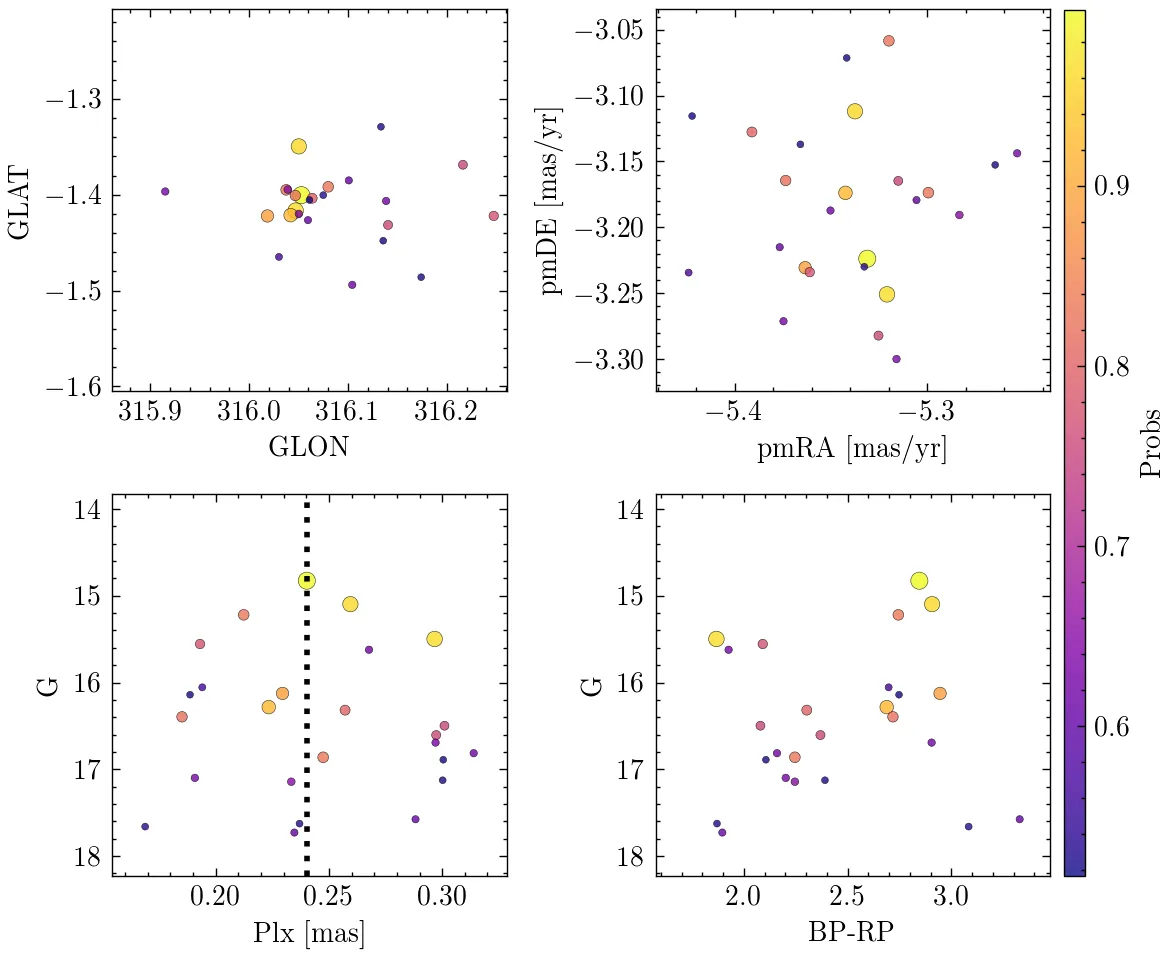 −1.3
−1.4
−1.5
−1.6
GLAT
315.9 316.0 316.1 316.2
GLON
−3.05
−3.10
−3.15
−3.20
−3.25
−3.30
pmDE [mas/yr]
−5.4 −5.3
pmRA [mas/yr]
14
15
16
17
18
G
0.20 0.25 0.30
Plx [mas]
14
15
16
17
18
G
2.0 2.5 3.0
BP-RP
0.9
0.8
0.7
0.6
Probs